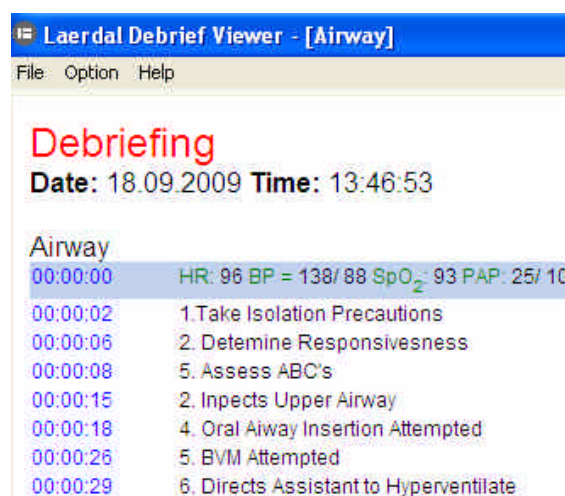 Laerdal Debrief Viewer - [Airway]
File Option Help
Debriefing
Date: 18.09.2009 Time: 13:46:53
Airway
00:00:00 HR: 96 BP = 138/ 88 SpO2: 93 PAP: 25/ 10
00:00:02 1.Take Isolation Precautions
00:00:06 2. Detemine Responsivesness
00:00:08 5. Assess ABC's
00:00:15 2. Inpects Upper Airway
00:00:18 4. Oral Aiway Insertion Attempted
00:00:26 5. BVM Attempted
00:00:29 6. Directs Assistant to Hyperventilate